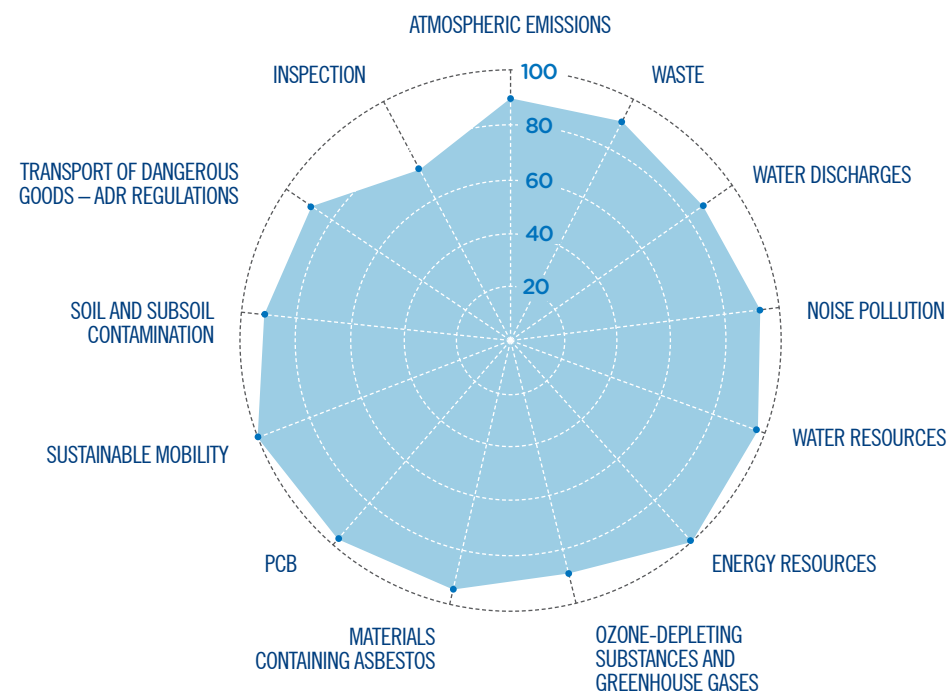 ATMOSPHERIC EMISSIONS
INSPECTION
100
WASTE
80
TRANSPORT OF DANGEROUS
GOODS – ADR REGULATIONS
WATER DISCHARGES
60
40
20
SOIL AND SUBSOIL
CONTAMINATION
NOISE POLLUTION
SUSTAINABLE MOBILITY
WATER RESOURCES
PCB
ENERGY RESOURCES
MATERIALS
CONTAINING ASBESTOS
OZONE-DEPLETING
SUBSTANCES AND
GREENHOUSE GASES